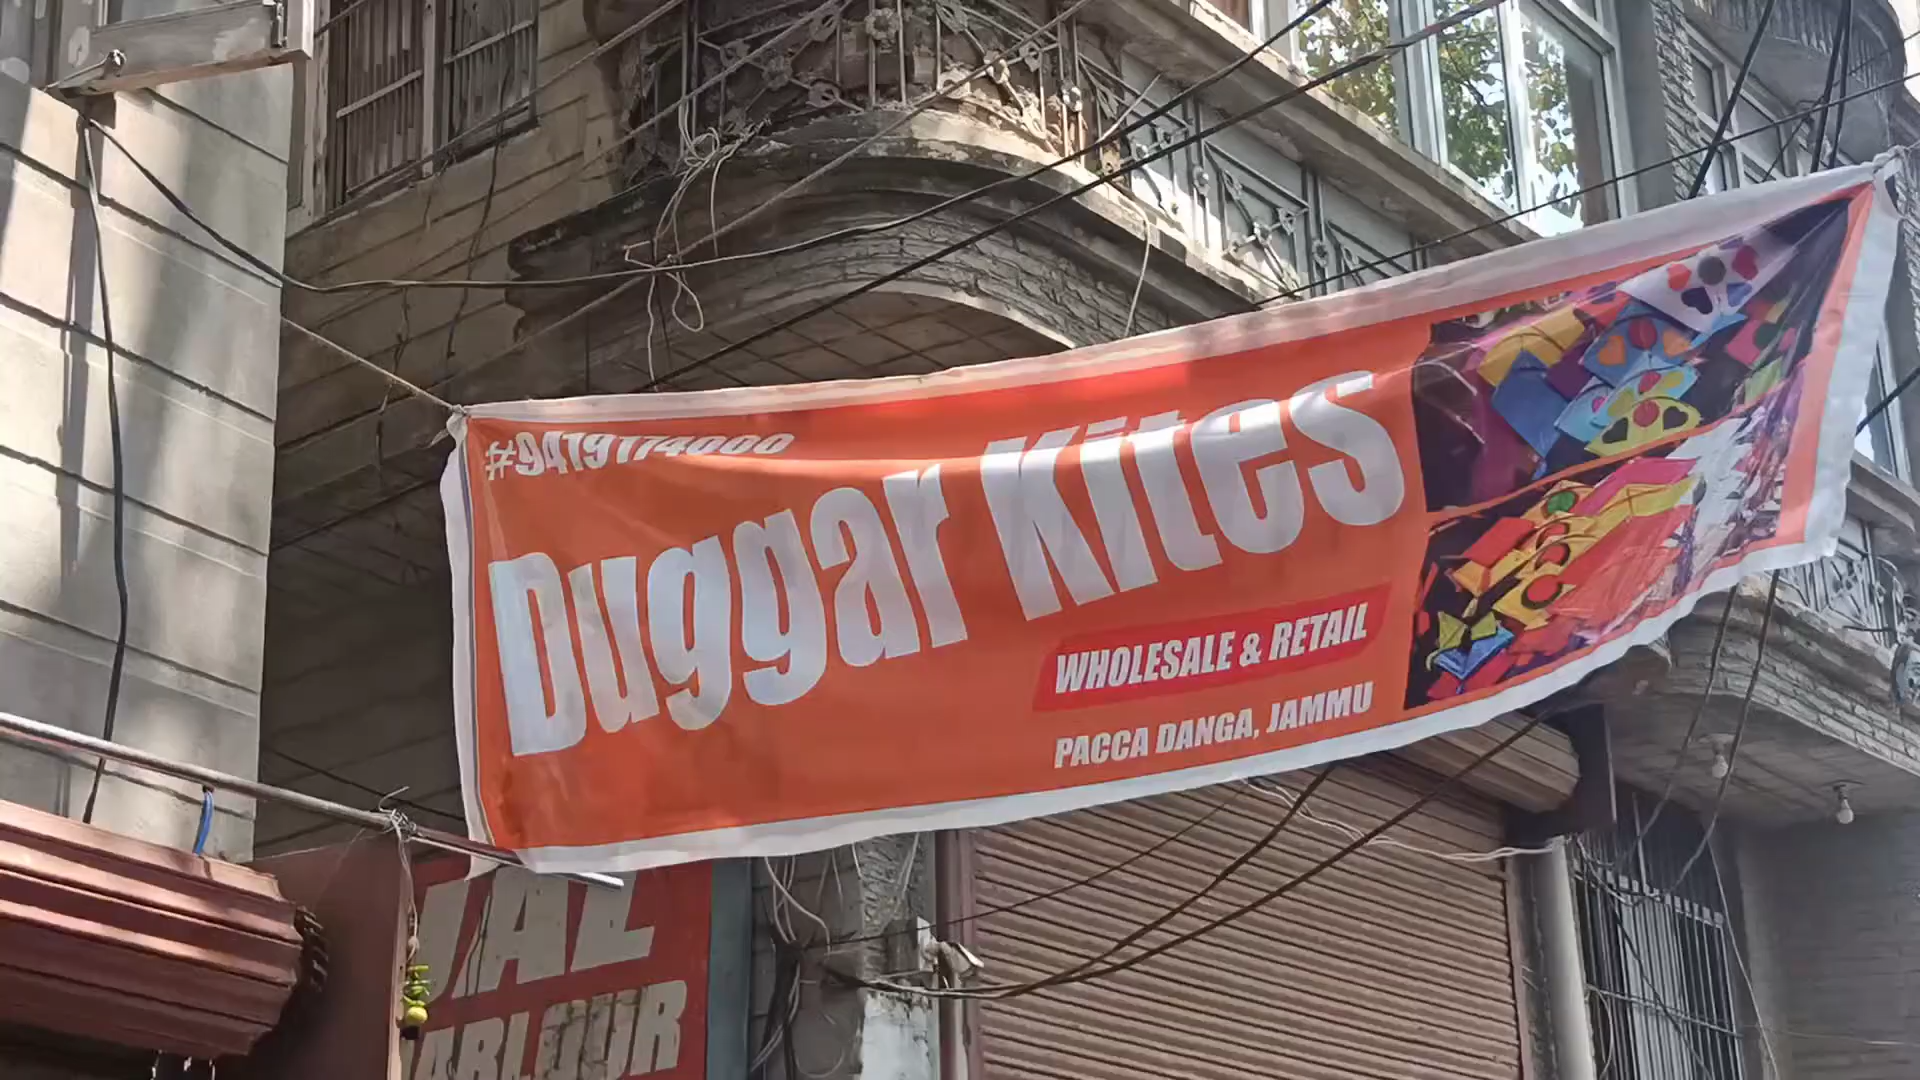 #9419174000
Duggar Kites
WHOLESALE & RETAIL
PACCA DANGA, JAMMU